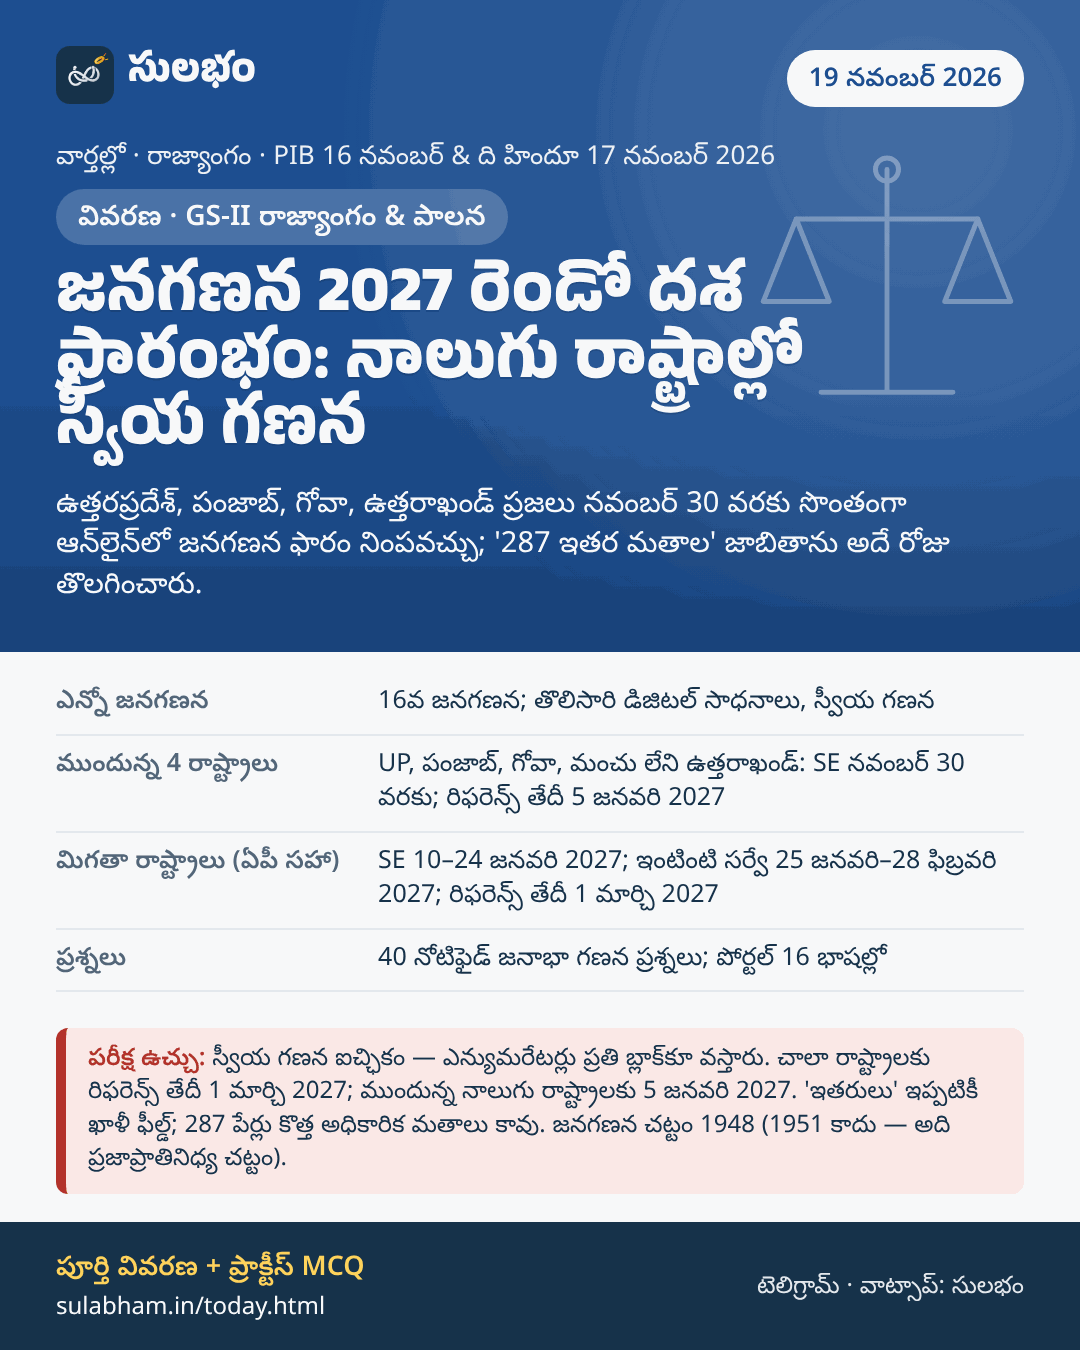 సులభం
19 నవంబర్ 2026
వార్తల్లో · రాజ్యాంగం · PIB 16 నవంబర్ & ది హిందూ 17 నవంబర్ 2026
వివరణ · GS-II రాజ్యాంగం & పాలన
జనగణన 2027 రెండో దశ
ప్రారంభం: నాలుగు రాష్ట్రాల్లో
స్వీయ గణన
ఉత్తరప్రదేశ్, పంజాబ్, గోవా, ఉత్తరాఖండ్ ప్రజలు నవంబర్ 30 వరకు సొంతంగా
ఆన్‌లైన్‌లో జనగణన ఫారం నింపవచ్చు; '287 ఇతర మతాల' జాబితాను అదే రోజు
తొలగించారు.
ఎన్నో జనగణన
16వ జనగణన; తొలిసారి డిజిటల్ సాధనాలు, స్వీయ గణన
ముందున్న 4 రాష్ట్రాలు
UP, పంజాబ్, గోవా, మంచు లేని ఉత్తరాఖండ్: SE నవంబర్ 30
వరకు; రిఫరెన్స్ తేదీ 5 జనవరి 2027
మిగతా రాష్ట్రాలు (ఏపీ సహా)
SE 10–24 జనవరి 2027; ఇంటింటి సర్వే 25 జనవరి–28 ఫిబ్రవరి
2027; రిఫరెన్స్ తేదీ 1 మార్చి 2027
ప్రశ్నలు
40 నోటిఫైడ్ జనాభా గణన ప్రశ్నలు; పోర్టల్ 16 భాషల్లో
పరీక్ష ఉచ్చు: స్వీయ గణన ఐచ్ఛికం — ఎన్యుమరేటర్లు ప్రతి బ్లాక్‌కూ వస్తారు. చాలా రాష్ట్రాలకు
రిఫరెన్స్ తేదీ 1 మార్చి 2027; ముందున్న నాలుగు రాష్ట్రాలకు 5 జనవరి 2027. 'ఇతరులు' ఇప్పటికీ
ఖాళీ ఫీల్డ్; 287 పేర్లు కొత్త అధికారిక మతాలు కావు. జనగణన చట్టం 1948 (1951 కాదు — అది
ప్రజాప్రాతినిధ్య చట్టం).
పూర్తి వివరణ + ప్రాక్టీస్ MCQ
sulabham.in/today.html
టెలిగ్రామ్ · వాట్సాప్: సులభం